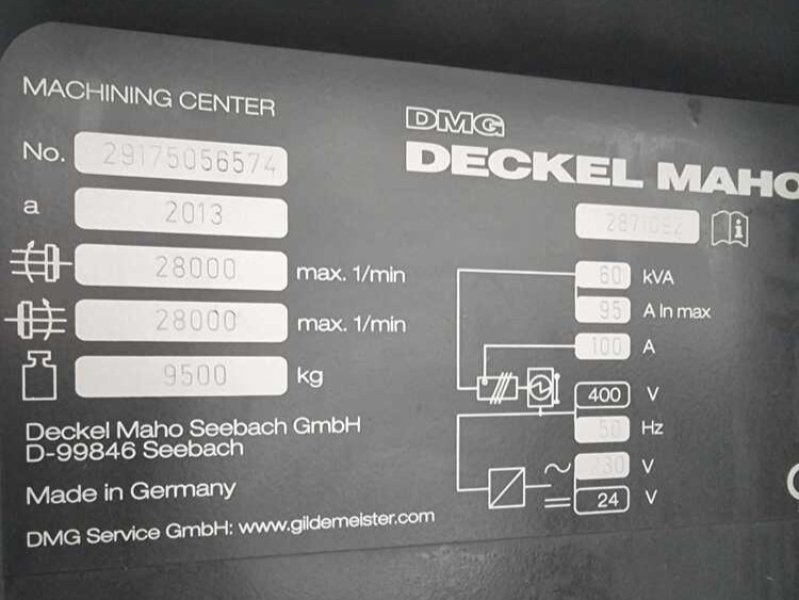 MACHINING CENTER
No. 29175056574
a 2013
28000 max. 1/min
28000 max. 1/min
9500 kg
Deckel Maho Seebach GmbH
D-99846 Seebach
Made in Germany
DMG Service GmbH: www.gildemeister.com
DMG
DECKEL MAHO
60 kVA
95 A In max
100 A
400 V
50 Hz
V
24 V